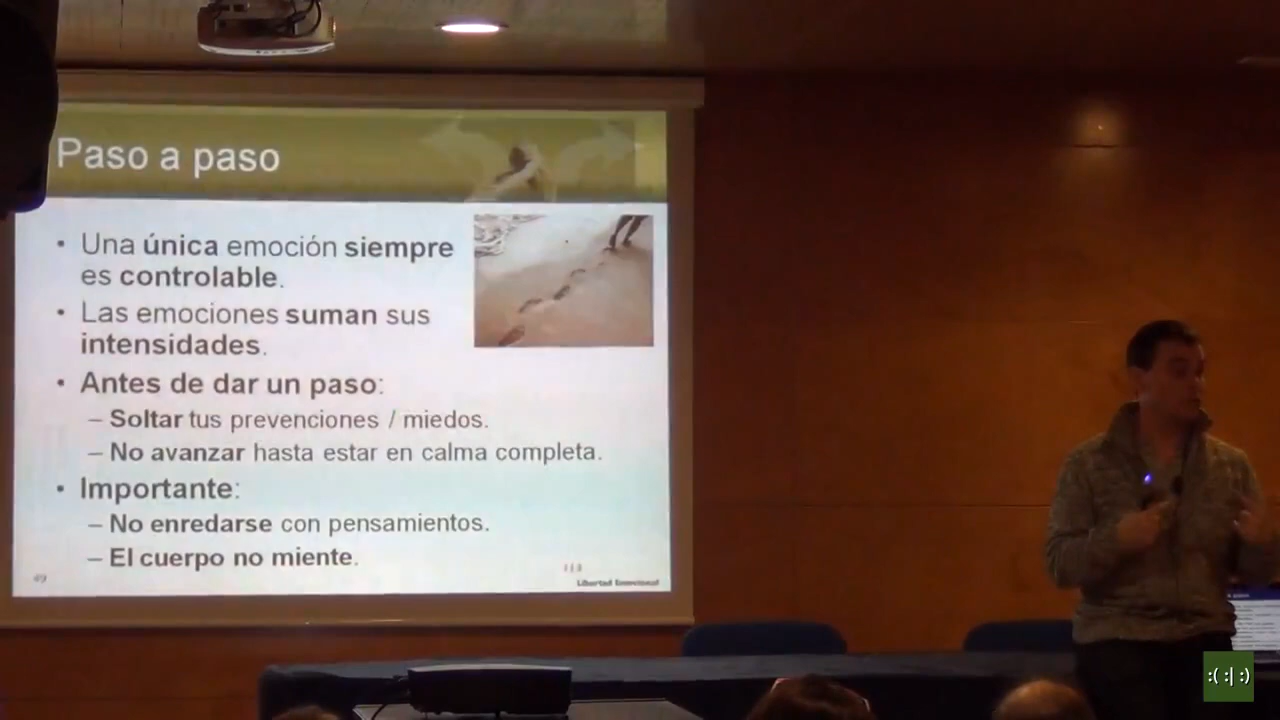 Paso a paso
• Una única emoción siempre
es controlable.
• Las emociones suman sus
intensidades.
• Antes de dar un paso:
– Soltar tus prevenciones / miedos.
– No avanzar hasta estar en calma completa.
• Importante:
– No enredarse con pensamientos.
– El cuerpo no miente.
49
Libertad Emocional
:( :| :)